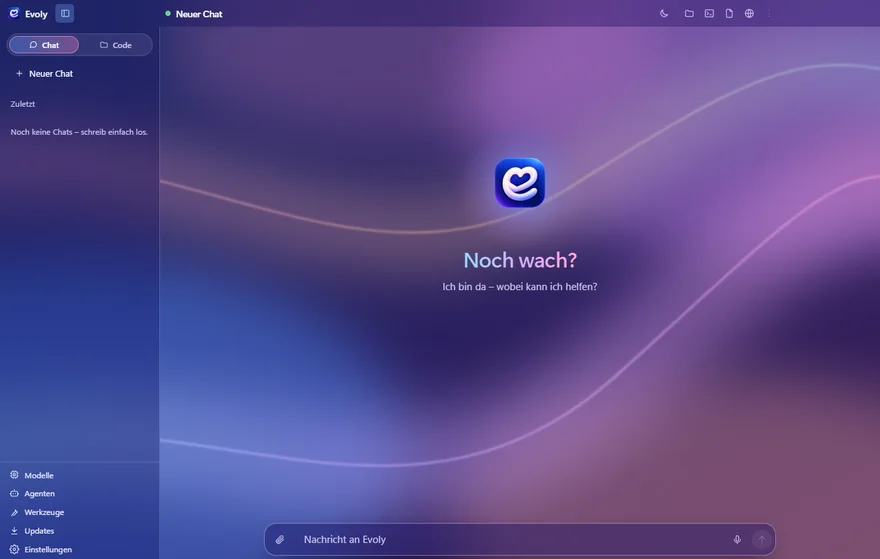 Evoly
Neuer Chat
Chat
Code
Neuer Chat
Zuletzt
Noch keine Chats – schreib einfach los.
Noch wach?
Ich bin da – wobei kann ich helfen?
Modelle
Agenten
Werkzeuge
Updates
Einstellungen
Nachricht an Evoly